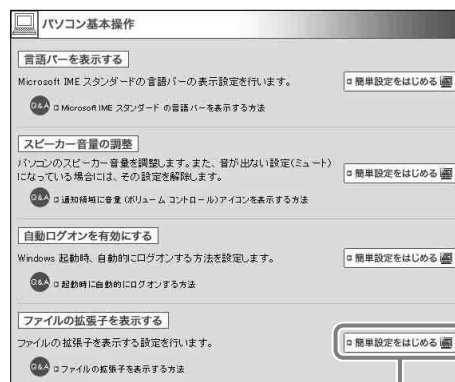 パソコン基本操作
言語バーを表示する
Microsoft IME スタンダードの言語バーの表示設定を行います。
簡単設定をはじめる
Q&A Microsoft IME スタンダード の言語バーを表示する方法
スピーカー音量の調整
パソコンのスピーカー音量を調整します。また、音が出ない設定(ミュート)
になっている場合には、その設定を解除します。
簡単設定をはじめる
Q&A 通知領域に音量 (ボリューム コントロール)アイコンを表示する方法
自動ログオンを有効にする
Windows 起動時、自動的にログオンする方法を設定します。
簡単設定をはじめる
Q&A 起動時に自動的にログオンする方法
ファイルの拡張子を表示する
ファイルの拡張子を表示する設定を行います。
簡単設定をはじめる
Q&A ファイルの拡張子を表示する方法